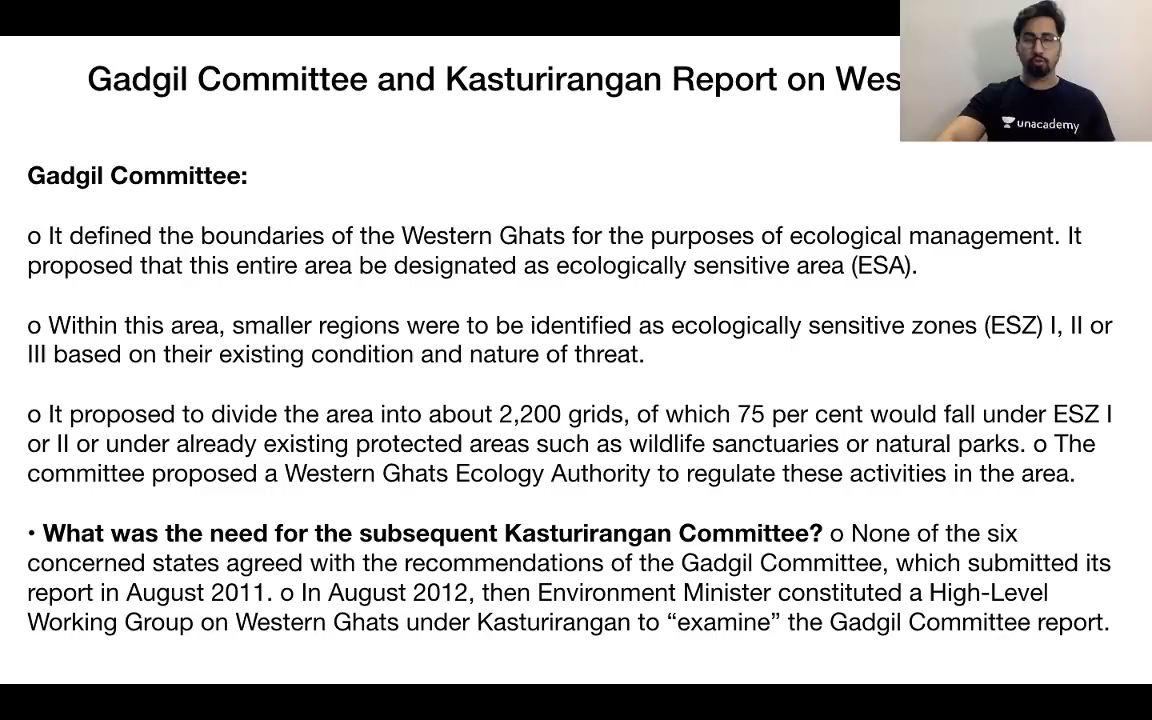 Gadgil Committee and Kasturirangan Report on Wes
unacademy
Gadgil Committee:
o It defined the boundaries of the Western Ghats for the purposes of ecological management. It
proposed that this entire area be designated as ecologically sensitive area (ESA).
o Within this area, smaller regions were to be identified as ecologically sensitive zones (ESZ) I, II or
III based on their existing condition and nature of threat.
o It proposed to divide the area into about 2,200 grids, of which 75 per cent would fall under ESZ I
or II or under already existing protected areas such as wildlife sanctuaries or natural parks. o The
committee proposed a Western Ghats Ecology Authority to regulate these activities in the area.
• What was the need for the subsequent Kasturirangan Committee? o None of the six
concerned states agreed with the recommendations of the Gadgil Committee, which submitted its
report in August 2011. o In August 2012, then Environment Minister constituted a High-Level
Working Group on Western Ghats under Kasturirangan to “examine” the Gadgil Committee report.